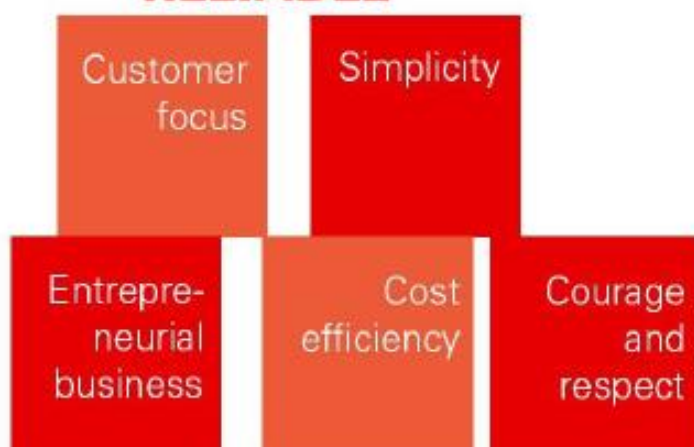 Customer
focus
Simplicity
Entrepre-
neurial
business
Cost
efficiency
Courage
and
respect